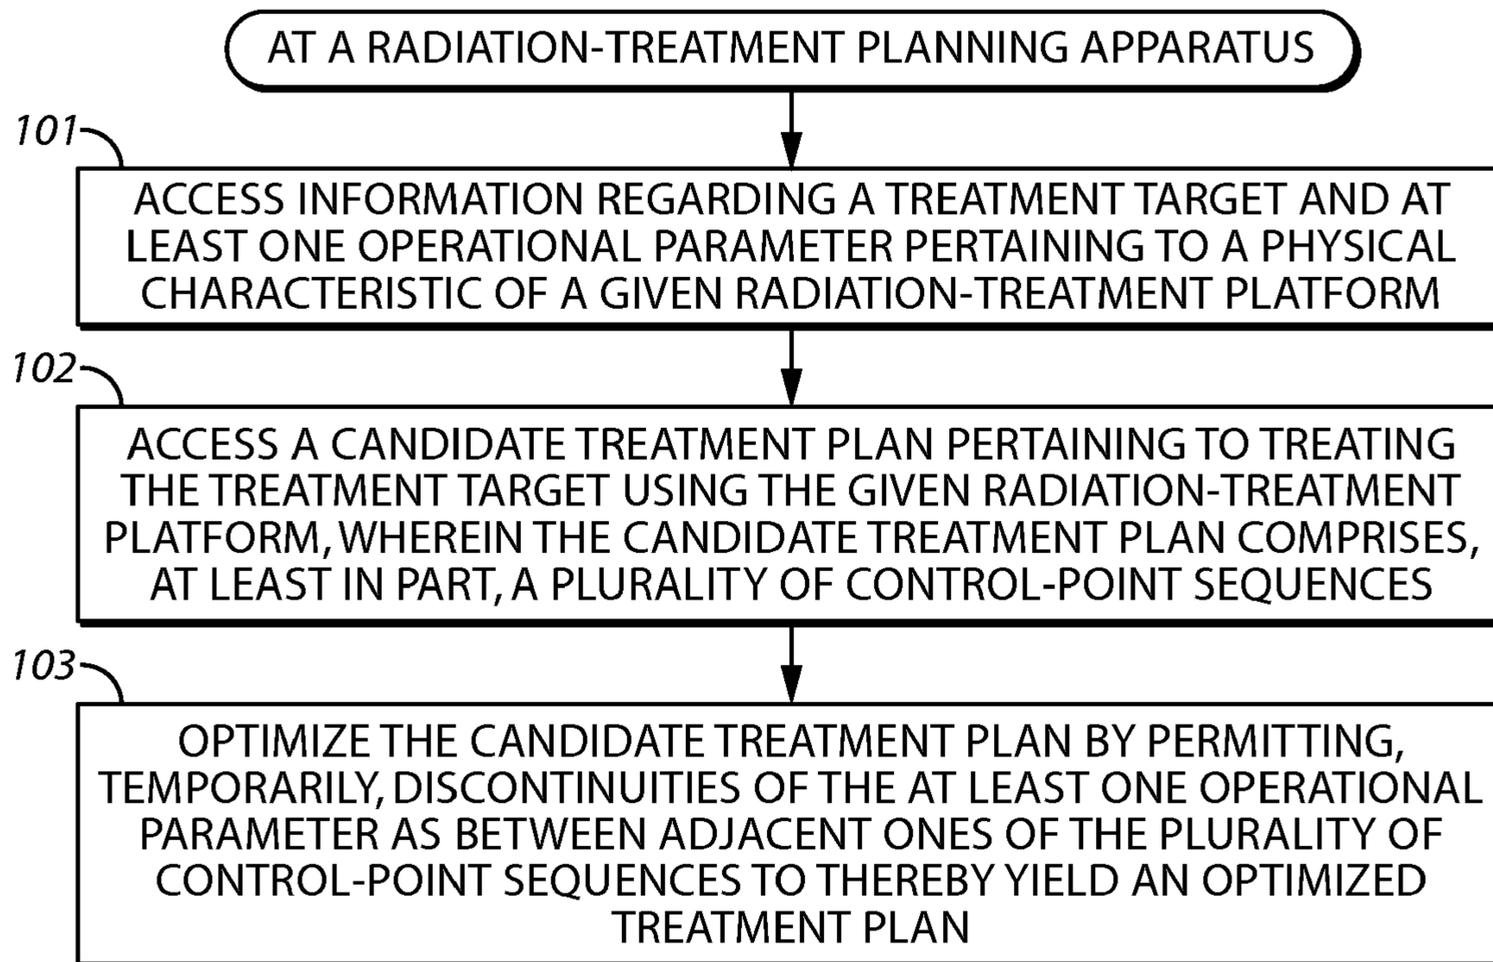 AT A RADIATION-TREATMENT PLANNING APPARATUS
101
ACCESS INFORMATION REGARDING A TREATMENT TARGET AND AT
LEAST ONE OPERATIONAL PARAMETER PERTAINING TO A PHYSICAL
CHARACTERISTIC OF A GIVEN RADIATION-TREATMENT PLATFORM
102
ACCESS A CANDIDATE TREATMENT PLAN PERTAINING TO TREATING
THE TREATMENT TARGET USING THE GIVEN RADIATION-TREATMENT
PLATFORM, WHEREIN THE CANDIDATE TREATMENT PLAN COMPRISES,
AT LEAST IN PART, A PLURALITY OF CONTROL-POINT SEQUENCES
103
OPTIMIZE THE CANDIDATE TREATMENT PLAN BY PERMITTING,
TEMPORARILY, DISCONTINUITIES OF THE AT LEAST ONE OPERATIONAL
PARAMETER AS BETWEEN ADJACENT ONES OF THE PLURALITY OF
CONTROL-POINT SEQUENCES TO THEREBY YIELD AN OPTIMIZED
TREATMENT PLAN